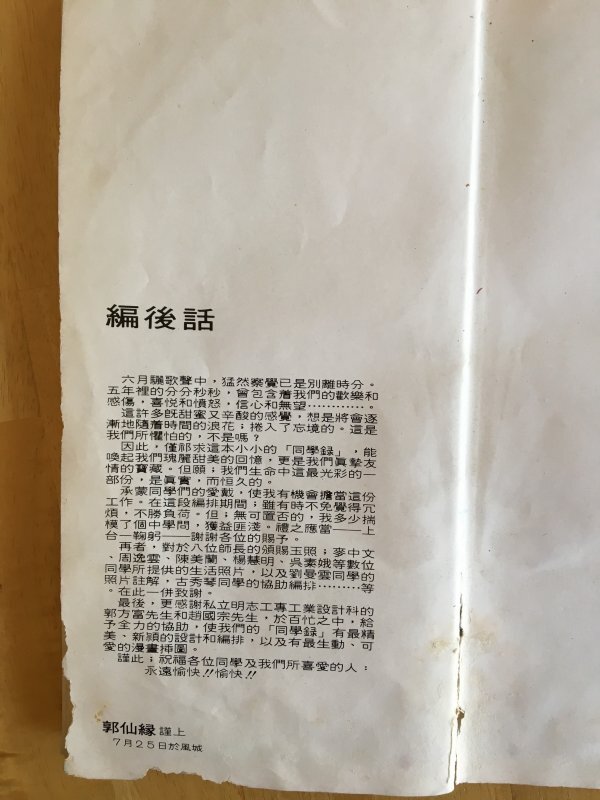 編後話
六月驪歌聲中，猛然察覺已是別離時分。
五年裡的分分秒秒，曾包含着我們的歡樂和
感傷，喜悅和憤怒，信心和無望…………。
這許多旣甜蜜又辛酸的感覺，想是將會逐
漸地隨着時間的浪花；捲入了忘境的。這是
我們所懼怕的，不是嗎？
因此，僅祁求這本小小的「同學録」，能
喚起我們瑰麗甜美的回憶，更是我們眞摯友
情的寶藏。但願；我們生命中這最光彩的一
部份，是眞實，而恒久的。
承蒙同學們的愛戴，使我有機會擔當這份
工作。在這段編排期間；雖有時不免覺得冗
煩，不勝負荷。但；無可置否的，我多少揣
模了個中學問，獲益匪淺。禮之應當——上
台一鞠躬——謝謝各位的賜予。
再者，對於八位師長的頒賜玉照；夢中文
、周逸雲、陳美蘭、楊慧明、吳素娥等數位
同學所提供的生活照片，以及劉曼雲同學的
照片註解，古秀琴同學的協助編排………等
。在此一併致謝。
最後，更感謝私立明志工專工業設計科的
郭方富先生和趙國宗先生，於百忙之中，給
予全力的協助，使我們的「同學録」有最精
美、新穎的設計和編排，以及有最生動、可
愛的漫畫挿圖。
謹此；祝福各位同學及我們所喜愛的人：
永遠愉快!!愉快!!
郭仙緣 謹上
7月25日於風城